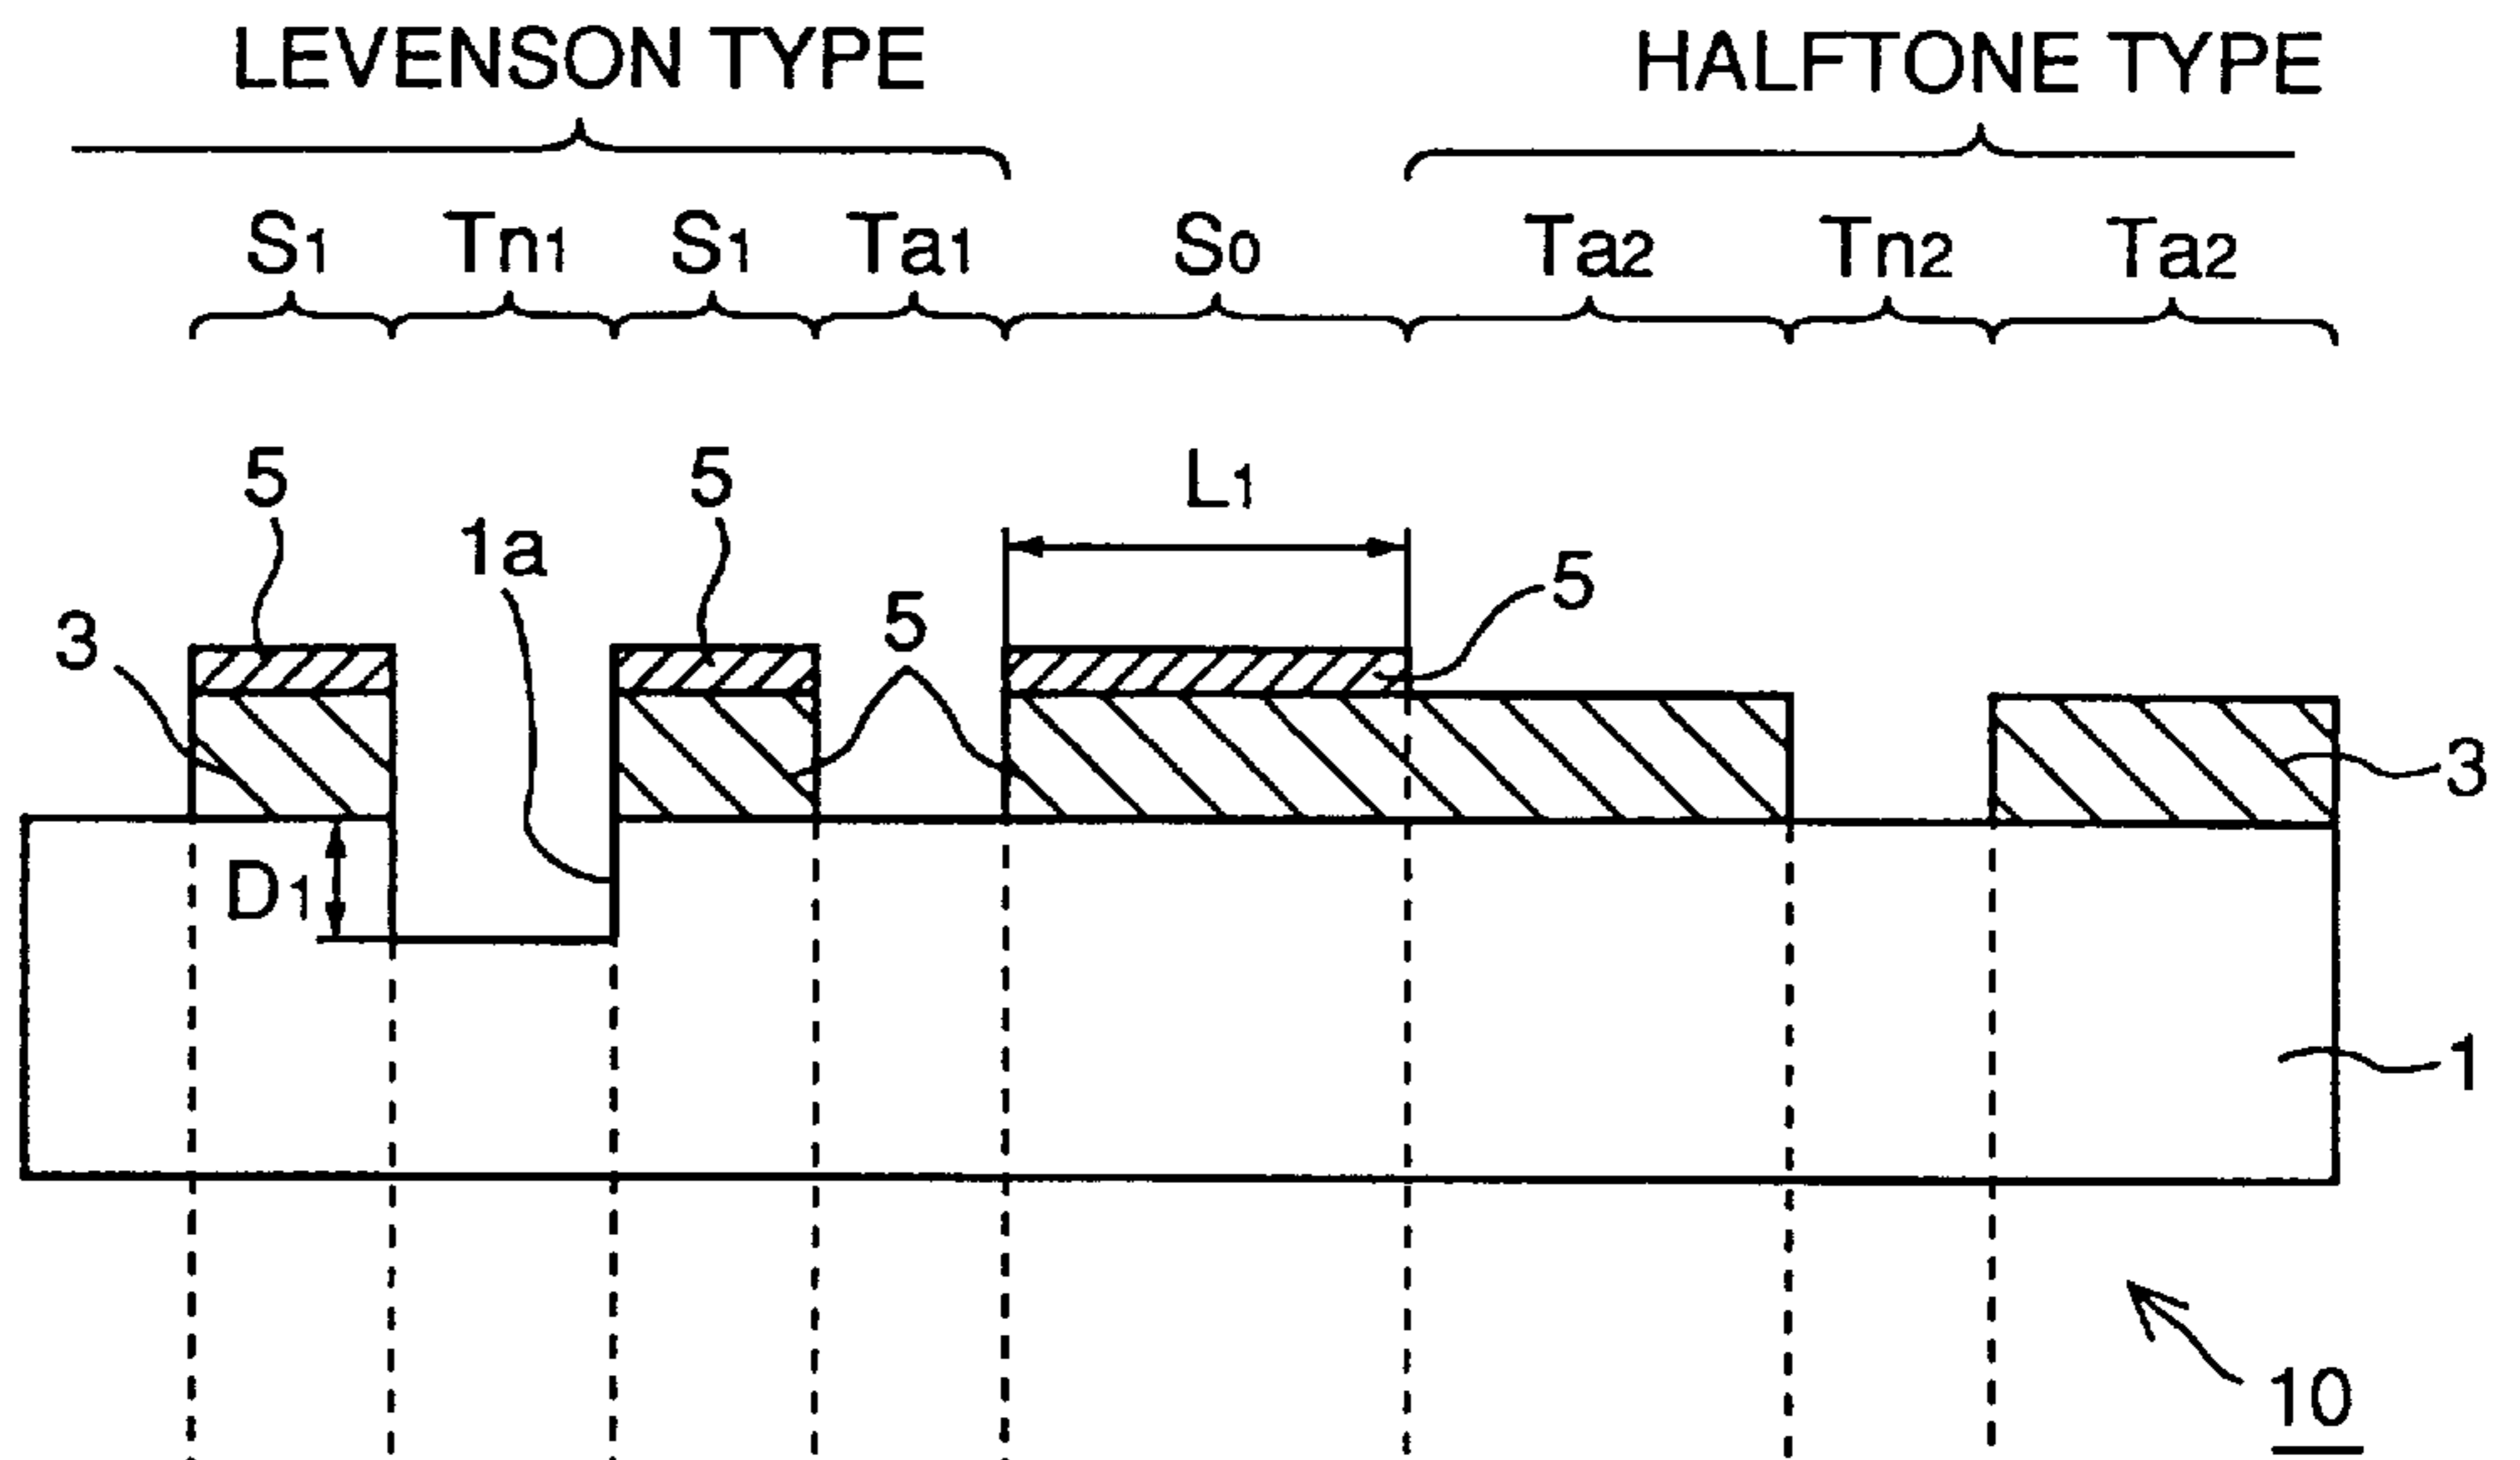 LEVENSON TYPE HALFTONE TYPE
S1 Tn1 S1 Ta1 S0 Ta2 Tn2 Ta2
5 5 L1
1a 5
3 5
3
D1
1
10